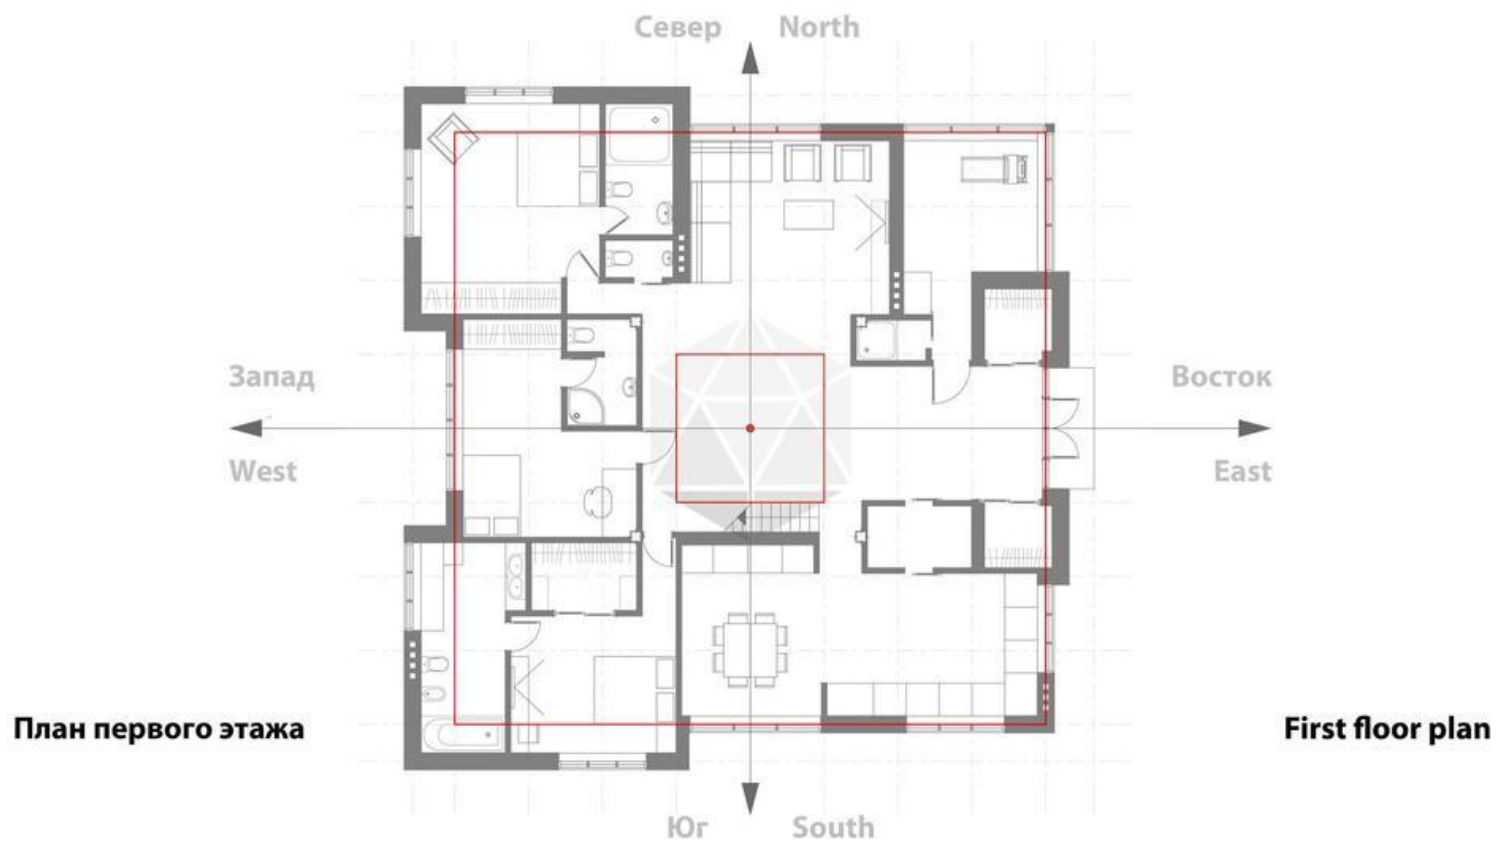 Север North
Запад
Восток
West
East
План первого этажа
First floor plan
Юг South